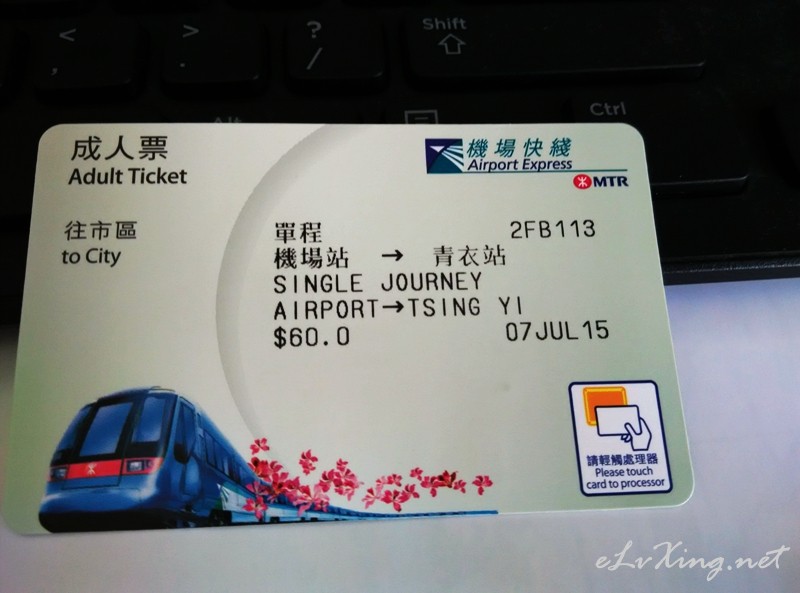 <
,
>
.
?
/
Shift
Alt
Ctrl
成人票
Adult Ticket
機場快綫
Airport Express
MTR
往市區
to City
單程 2FB113
機場站 → 青衣站
SINGLE JOURNEY
AIRPORT→TSING YI
$60.0 07JUL15
請輕觸處理器
Please touch
card to processor
eLvXing.net